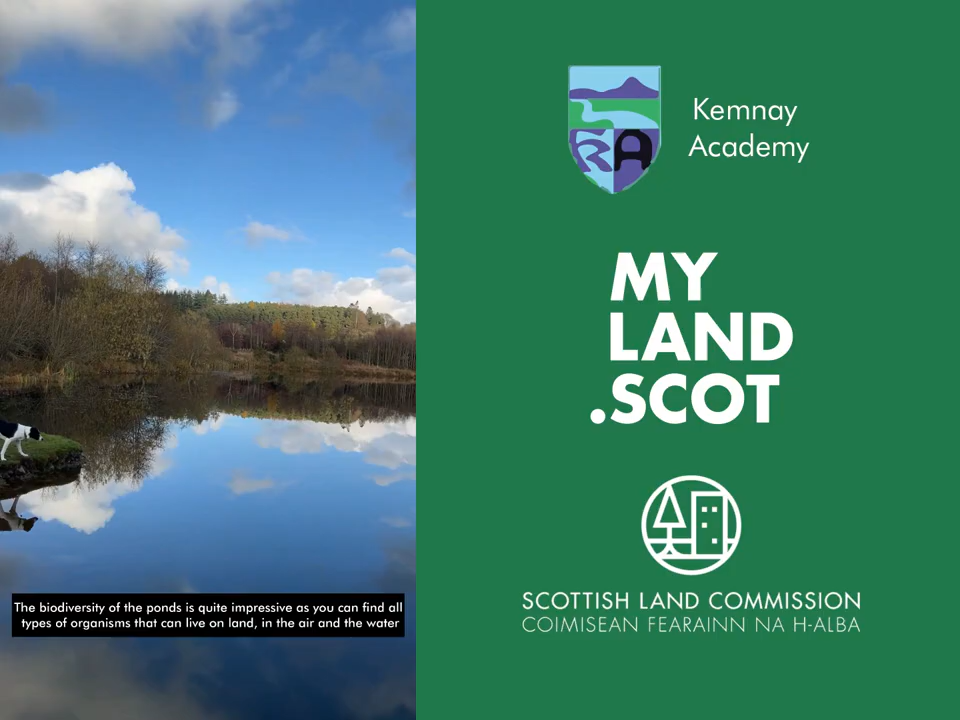 The biodiversity of the ponds is quite impressive as you can find all
types of organisms that can live on land, in the air and the water
KA
Kemnay
Academy
MY
LAND
.SCOT
SCOTTISH LAND COMMISSION
COIMISEAN FEARAINN NA H-ALBA